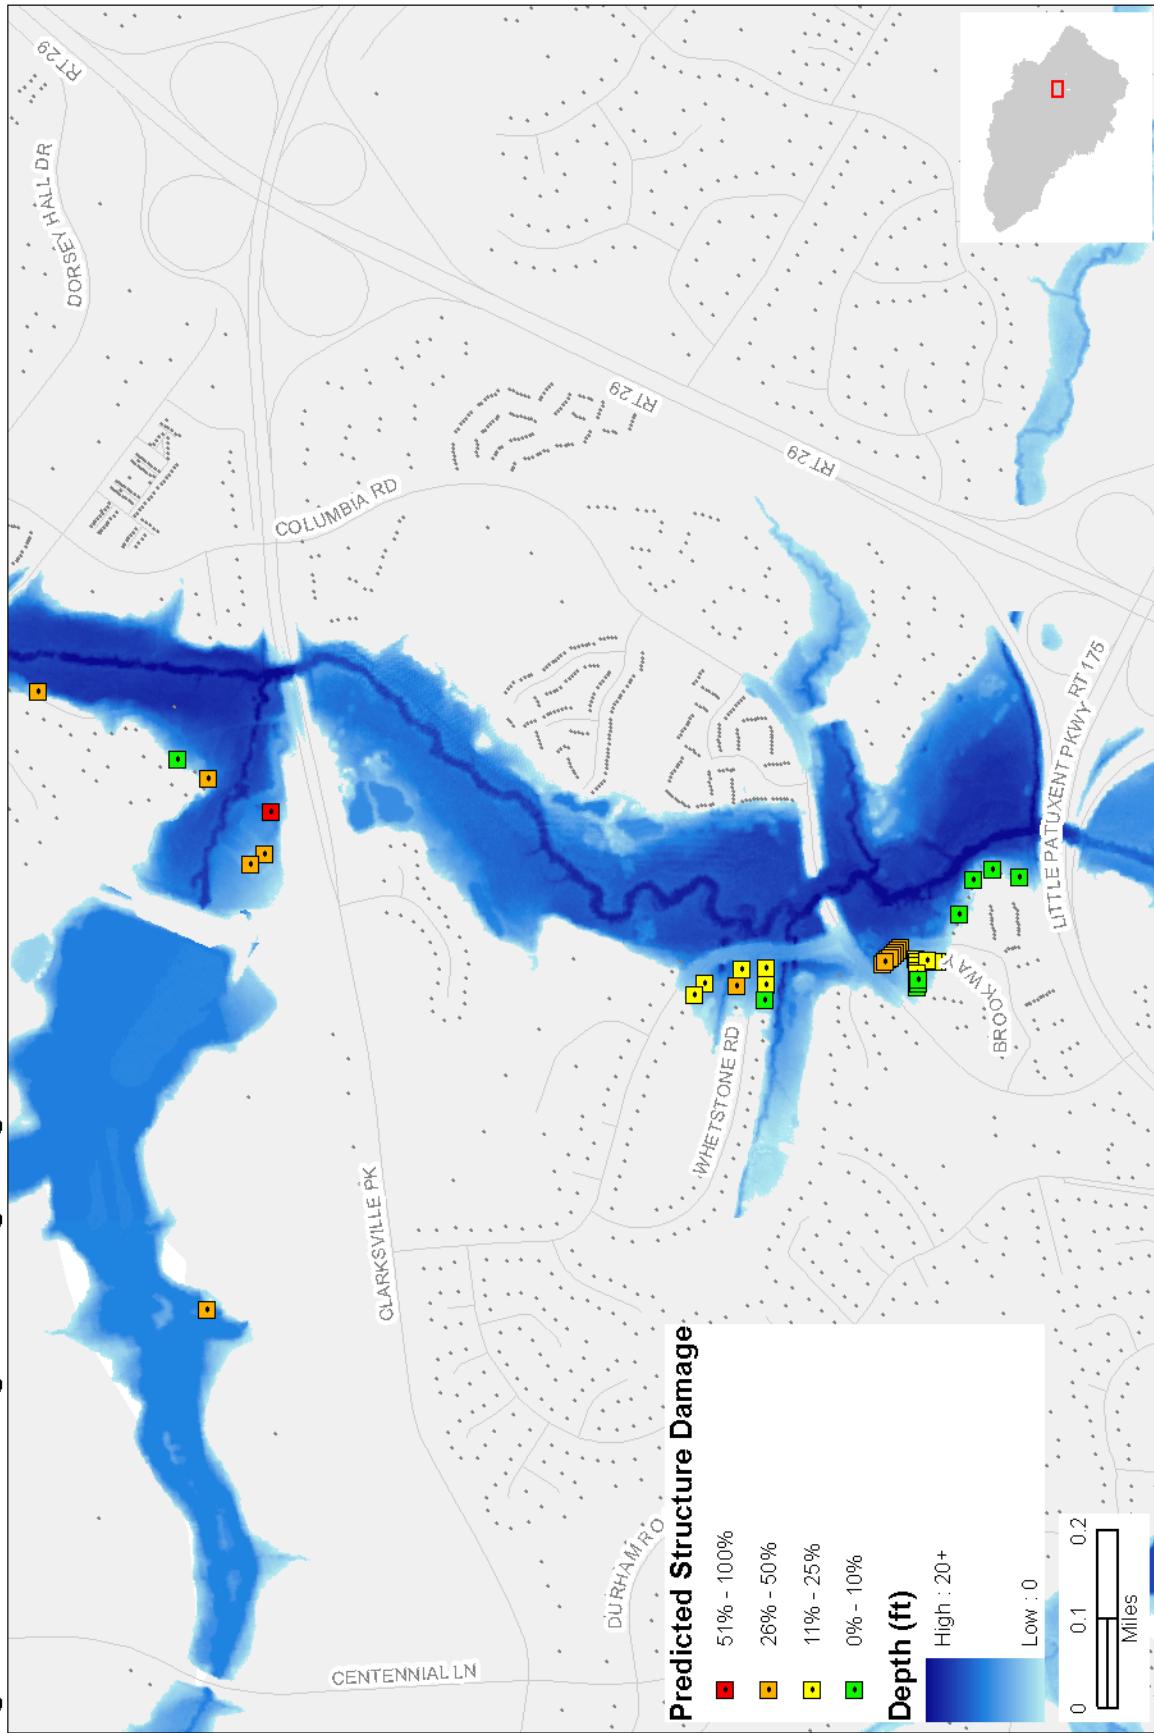 RT 29
DORSEY HALL DR
COLUMBIA RD
RT 29
RT 29
CLARKSVILLE PK
WHETSTONE RD
BROOK WAY
LITTLE PATUXENT PKWY
RT 175
CENTENNIAL LN
DURHAM RO
Predicted Structure Damage
51% - 100%
26% - 50%
11% - 25%
0% - 10%
Depth (ft)
High : 20+
Low : 0
0 0.1 0.2
Miles